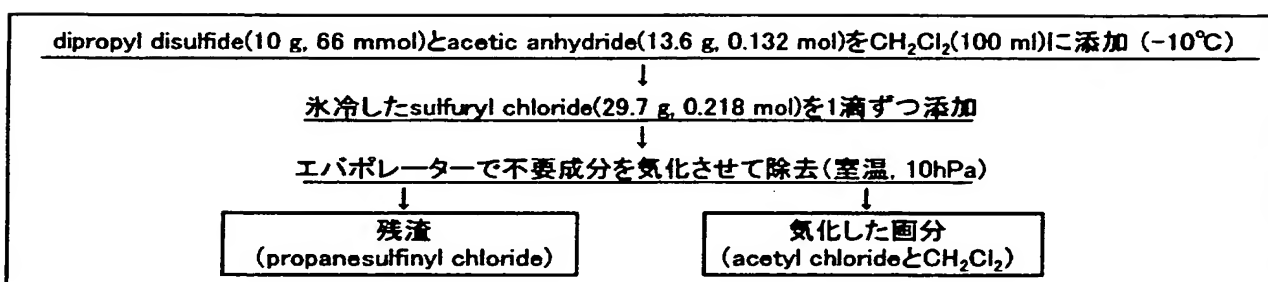 dipropyl disulfide(10 g, 66 mmol)とacetic anhydride(13.6 g, 0.132 mol)をCH₂Cl₂(100 ml)に添加 (-10℃)
↓
氷冷したsulfuryl chloride(29.7 g, 0.218 mol)を1滴ずつ添加
↓
エバポレーターで不要成分を気化させて除去(室温, 10hPa)
↓ ↓
残渣 気化した画分
(propanesulfinyl chloride) (acetyl chlorideとCH₂Cl₂)